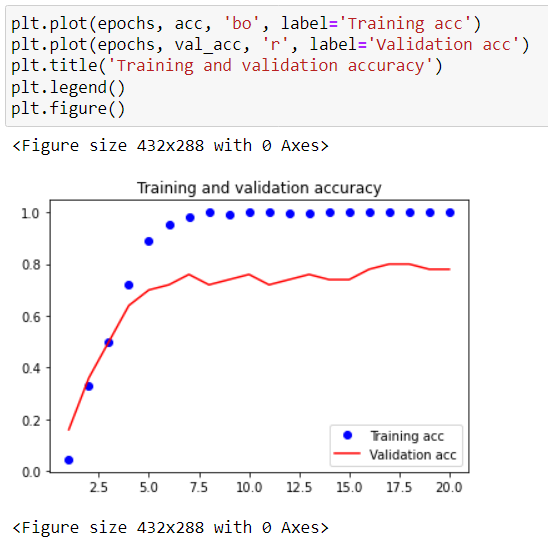 plt.plot(epochs, acc, 'bo', label='Training acc')
plt.plot(epochs, val_acc, 'r', label='Validation acc')
plt.title('Training and validation accuracy')
plt.legend()
plt.figure()
<Figure size 432x288 with 0 Axes>
Training and validation accuracy
1.0
0.8
0.6
0.4
0.2
0.0
Training acc
Validation acc
2.5 5.0 7.5 10.0 12.5 15.0 17.5 20.0
<Figure size 432x288 with 0 Axes>